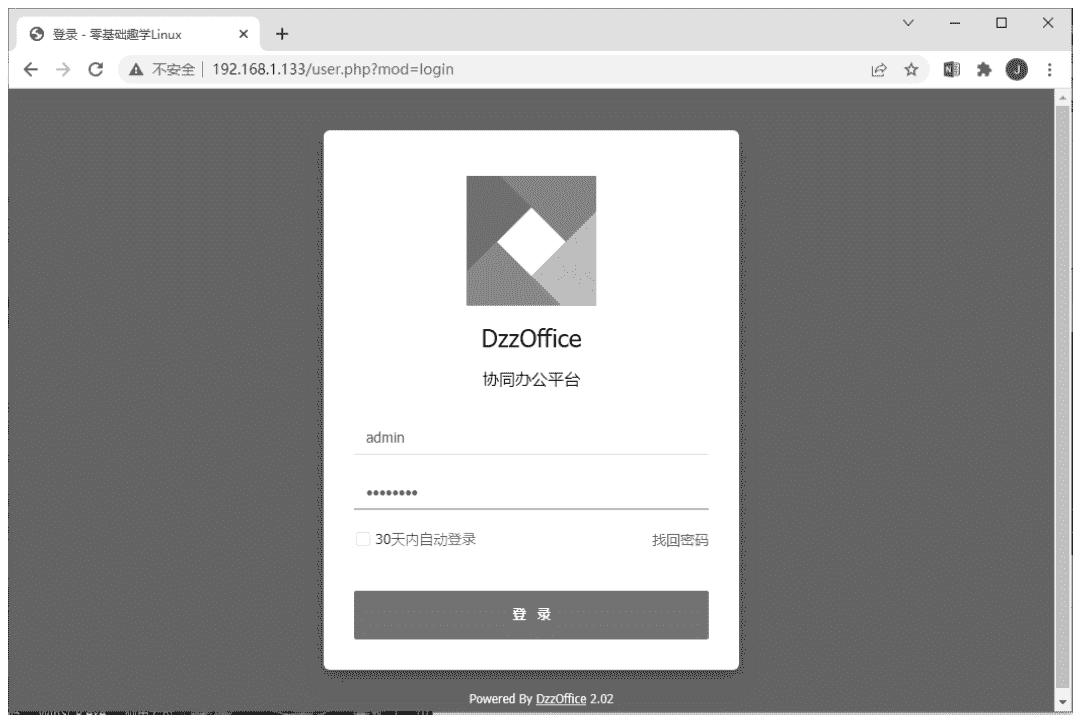 登录 - 零基础趣学Linux
不安全 192.168.1.133/user.php?mod=login
N
J
DzzOffice
协同办公平台
admin
••••••••
30天内自动登录 找回密码
登 录
Powered By DzzOffice 2.02